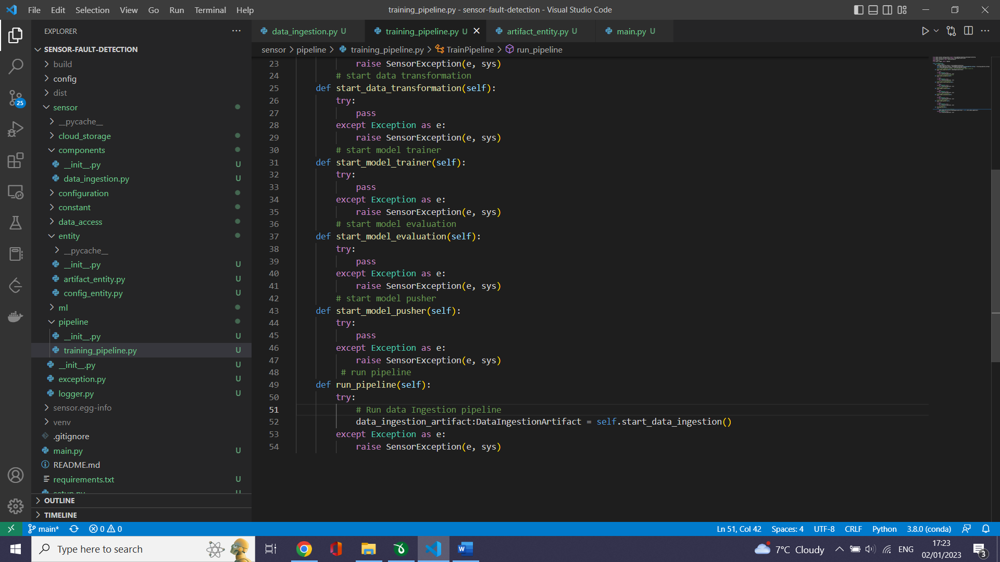 File Edit Selection View Go Run Terminal Help
training_pipeline.py - sensor-fault-detection - Visual Studio Code
EXPLORER
SENSOR-FAULT-DETECTION
build
config
dist
sensor
__pycache__
cloud_storage
components
__init__.py U
data_ingestion.py U
configuration
constant
data_access
entity
__pycache__
__init__.py U
artifact_entity.py U
config_entity.py U
ml
pipeline
__init__.py U
training_pipeline.py U
__init__.py U
exception.py U
logger.py U
sensor.egg-info
venv
.gitignore
main.py U
README.md
requirements.txt U
setup.py U
OUTLINE
TIMELINE
25
data_ingestion.py U training_pipeline.py U artifact_entity.py U main.py U
sensor > pipeline > training_pipeline.py > TrainPipeline > run_pipeline
23 raise SensorException(e, sys)
24 # start data transformation
25 def start_data_transformation(self):
26 try:
27 pass
28 except Exception as e:
29 raise SensorException(e, sys)
30 # start model trainer
31 def start_model_trainer(self):
32 try:
33 pass
34 except Exception as e:
35 raise SensorException(e, sys)
36 # start model evaluation
37 def start_model_evaluation(self):
38 try:
39 pass
40 except Exception as e:
41 raise SensorException(e, sys)
42 # start model pusher
43 def start_model_pusher(self):
44 try:
45 pass
46 except Exception as e:
47 raise SensorException(e, sys)
48 # run pipeline
49 def run_pipeline(self):
50 try:
51 # Run data Ingestion pipeline
52 data_ingestion_artifact:DataIngestionArtifact = self.start_data_ingestion()
53 except Exception as e:
54 raise SensorException(e, sys)
main* 0 0
Ln 51, Col 42 Spaces: 4 UTF-8 CRLF Python 3.8.0 (conda)
Type here to search
7°C Cloudy ENG
17:23
02/01/2023
3